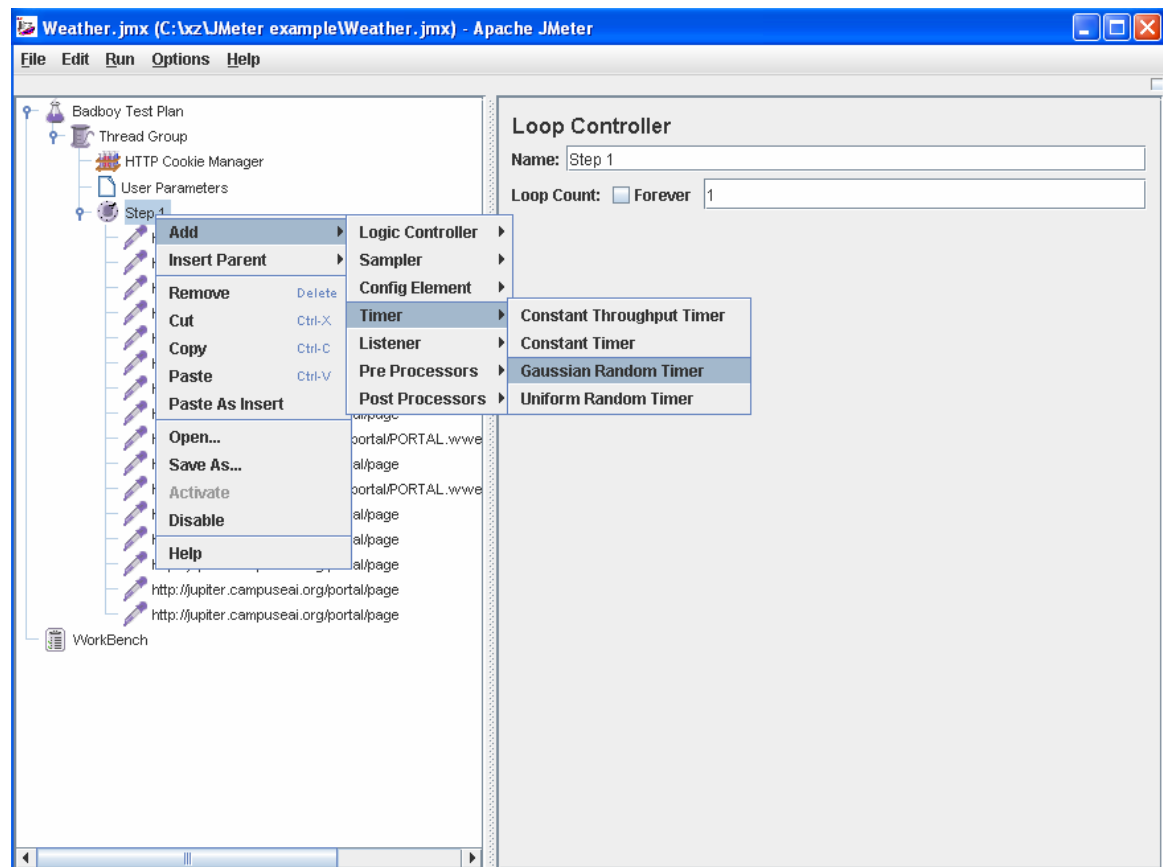 Weather.jmx (C:\xz\JMeter example\Weather.jmx) - Apache JMeter
File Edit Run Options Help
Badboy Test Plan
Thread Group
HTTP Cookie Manager
User Parameters
Step 1
Loop Controller
Name: Step 1
Loop Count: Forever 1
Add
Insert Parent
Remove Delete
Cut Ctrl-X
Copy Ctrl-C
Paste Ctrl-V
Paste As Insert
Open...
Save As...
Activate
Disable
Help
Logic Controller
Sampler
Config Element
Timer
Listener
Pre Processors
Post Processors
Constant Throughput Timer
Constant Timer
Gaussian Random Timer
Uniform Random Timer
portal/PORTAL.wwe
al/page
portal/PORTAL.wwe
al/page
al/page
al/page
http://jupiter.campuseai.org/portal/page
http://jupiter.campuseai.org/portal/page
WorkBench